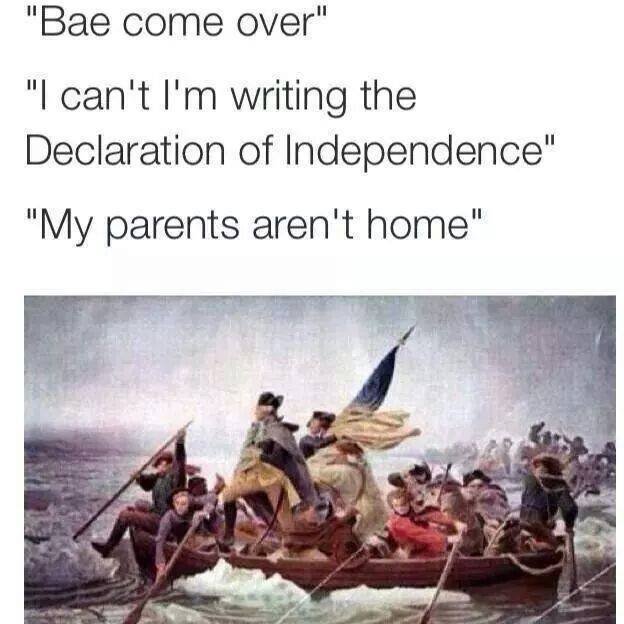 "Bae come over"
"I can't I'm writing the
Declaration of Independence"
"My parents aren't home"